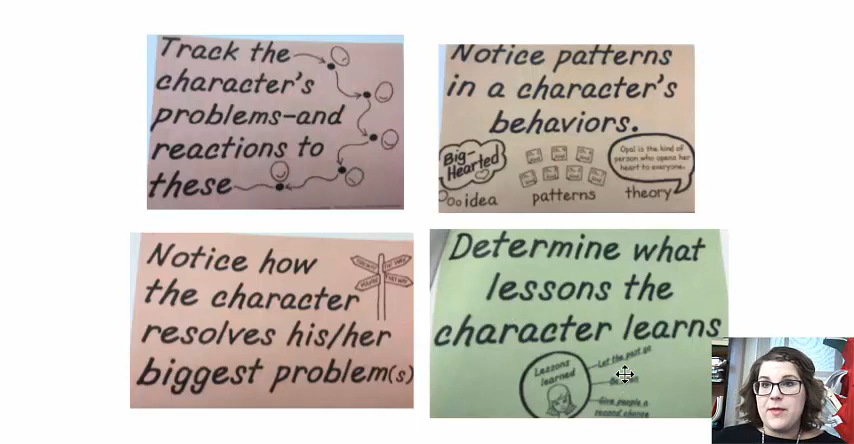 Track the
character's
problems-and
reactions to
these
Notice patterns
in a character's
behaviors.
Big-
Hearted
idea
patterns
theory
Opal is the kind of
person who opens her
heart to everyone.
Notice how
the character
resolves his/her
biggest problem(s)
Determine what
lessons the
character learns
Lessons
learned
Let the past go
Give people a
second chance